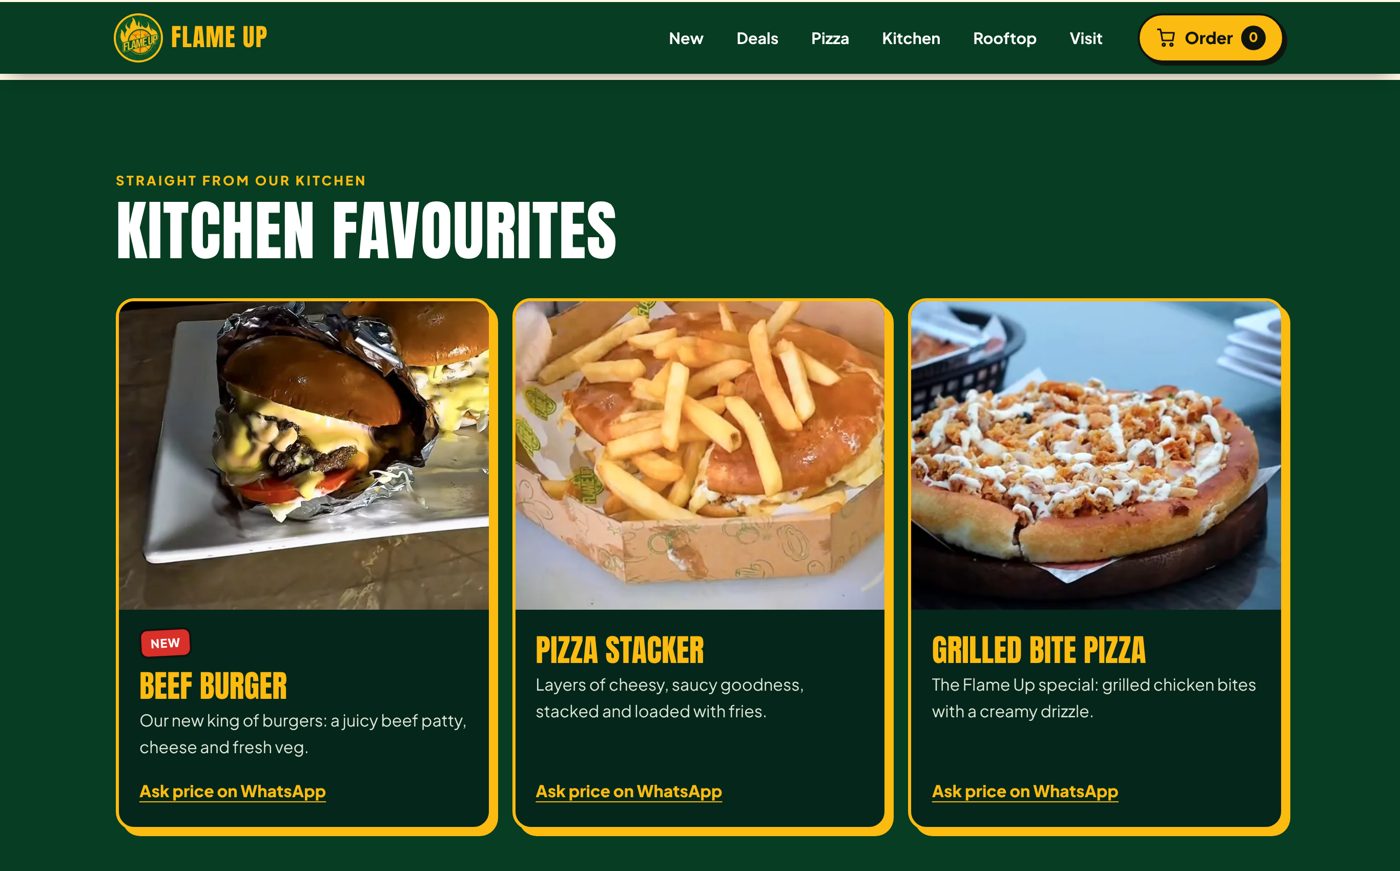 FLAME UP
FLAME UP
New
Deals
Pizza
Kitchen
Rooftop
Visit
Order 0
STRAIGHT FROM OUR KITCHEN
KITCHEN FAVOURITES
NEW
BEEF BURGER
Our new king of burgers: a juicy beef patty,
cheese and fresh veg.
Ask price on WhatsApp
PIZZA STACKER
Layers of cheesy, saucy goodness,
stacked and loaded with fries.
Ask price on WhatsApp
GRILLED BITE PIZZA
The Flame Up special: grilled chicken bites
with a creamy drizzle.
Ask price on WhatsApp